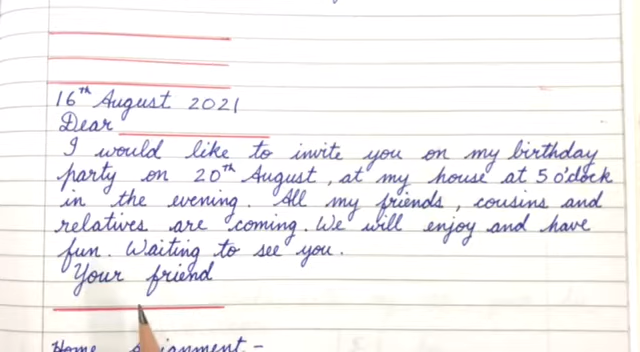 16th August 2021
Dear
I would like to invite you on my birthday
party on 20th August, at my house at 5 o'clock
in the evening. All my friends, cousins and
relatives are coming. We will enjoy and have
fun. Waiting to see you.
Your friend
Home